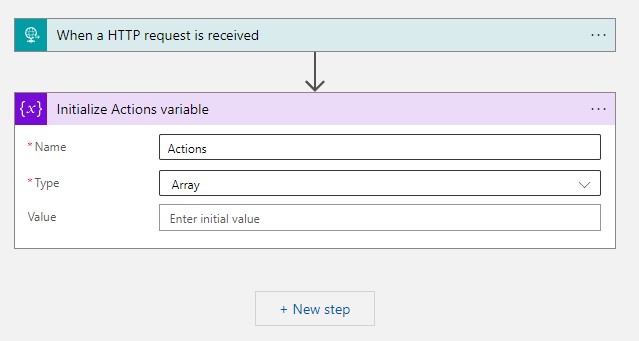 When a HTTP request is received
...
{x} Initialize Actions variable
...
* Name
Actions
* Type
Array
Value
Enter initial value
+ New step